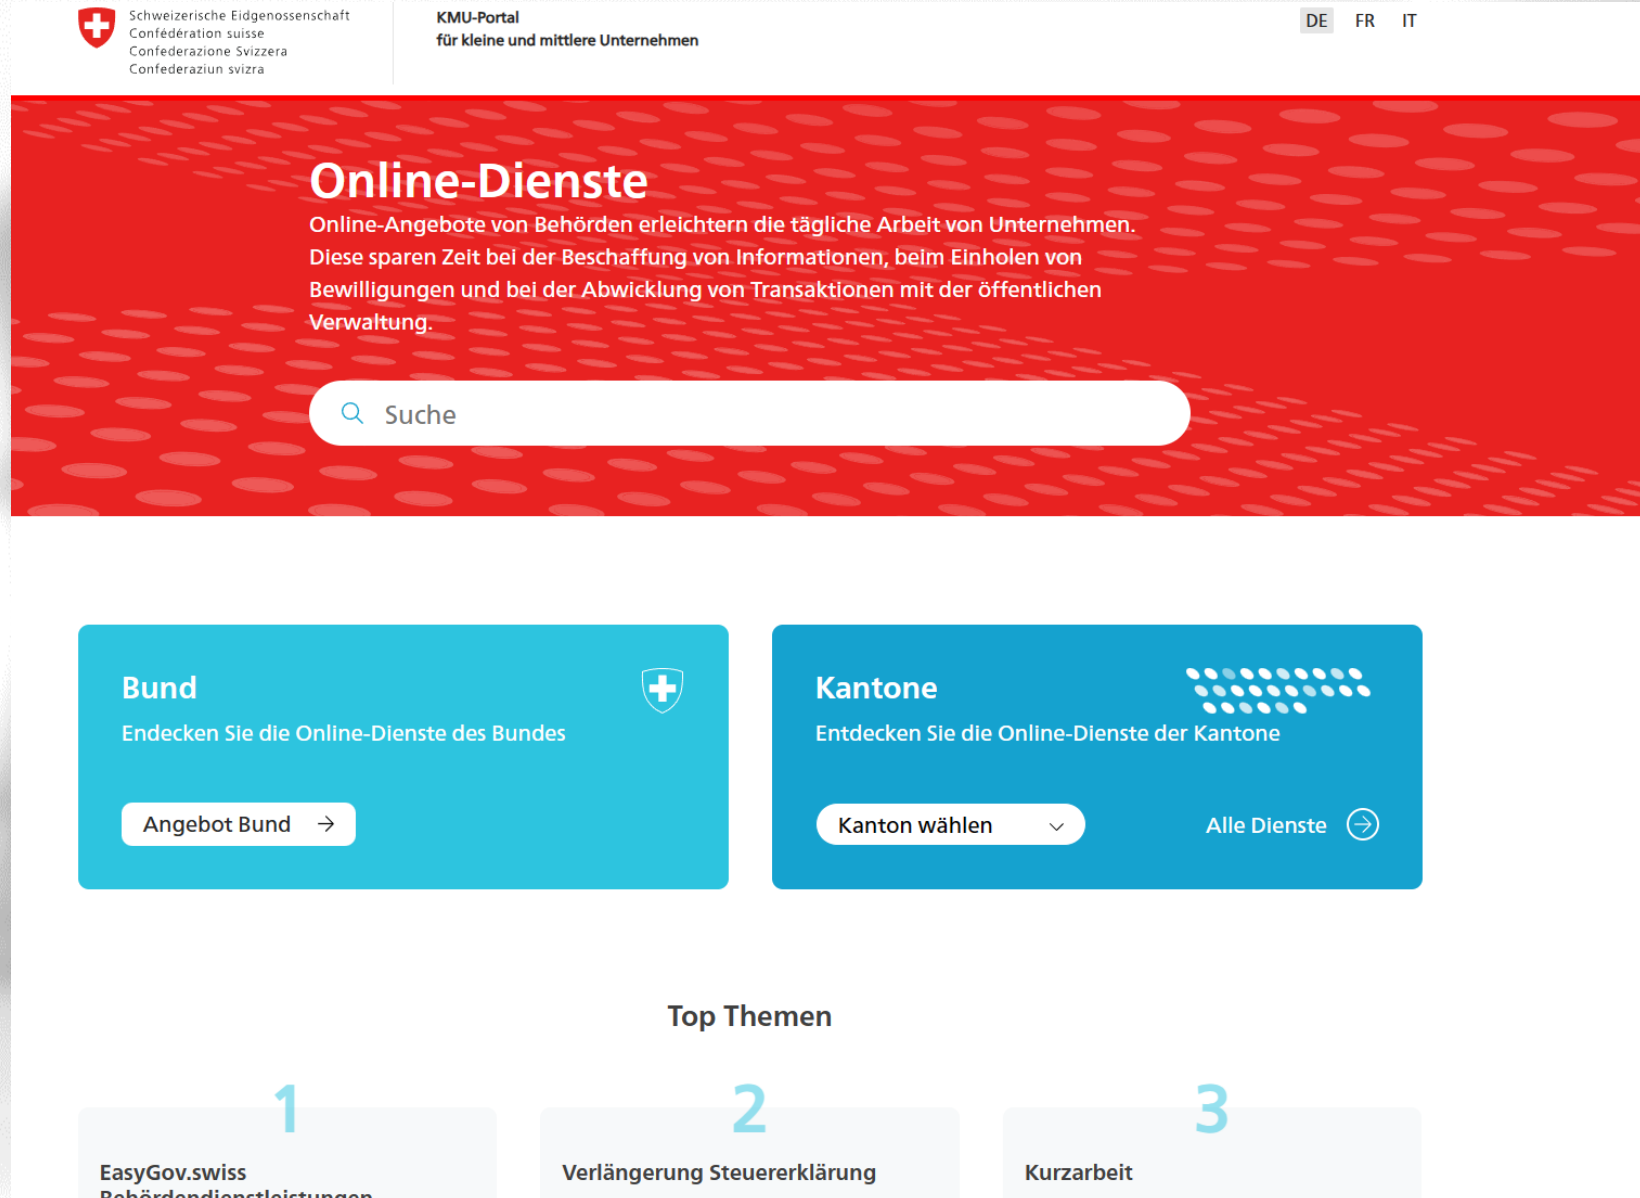 Schweizerische Eidgenossenschaft
Confédération suisse
Confederazione Svizzera
Confederaziun svizra
KMU-Portal
für kleine und mittlere Unternehmen
DE FR IT
Online-Dienste
Online-Angebote von Behörden erleichtern die tägliche Arbeit von Unternehmen.
Diese sparen Zeit bei der Beschaffung von Informationen, beim Einholen von
Bewilligungen und bei der Abwicklung von Transaktionen mit der öffentlichen
Verwaltung.
Suche
Bund
Endecken Sie die Online-Dienste des Bundes
Angebot Bund
Kantone
Entdecken Sie die Online-Dienste der Kantone
Kanton wählen
Alle Dienste
Top Themen
1
EasyGov.swiss
Behördendienstleistungen
2
Verlängerung Steuererklärung
3
Kurzarbeit